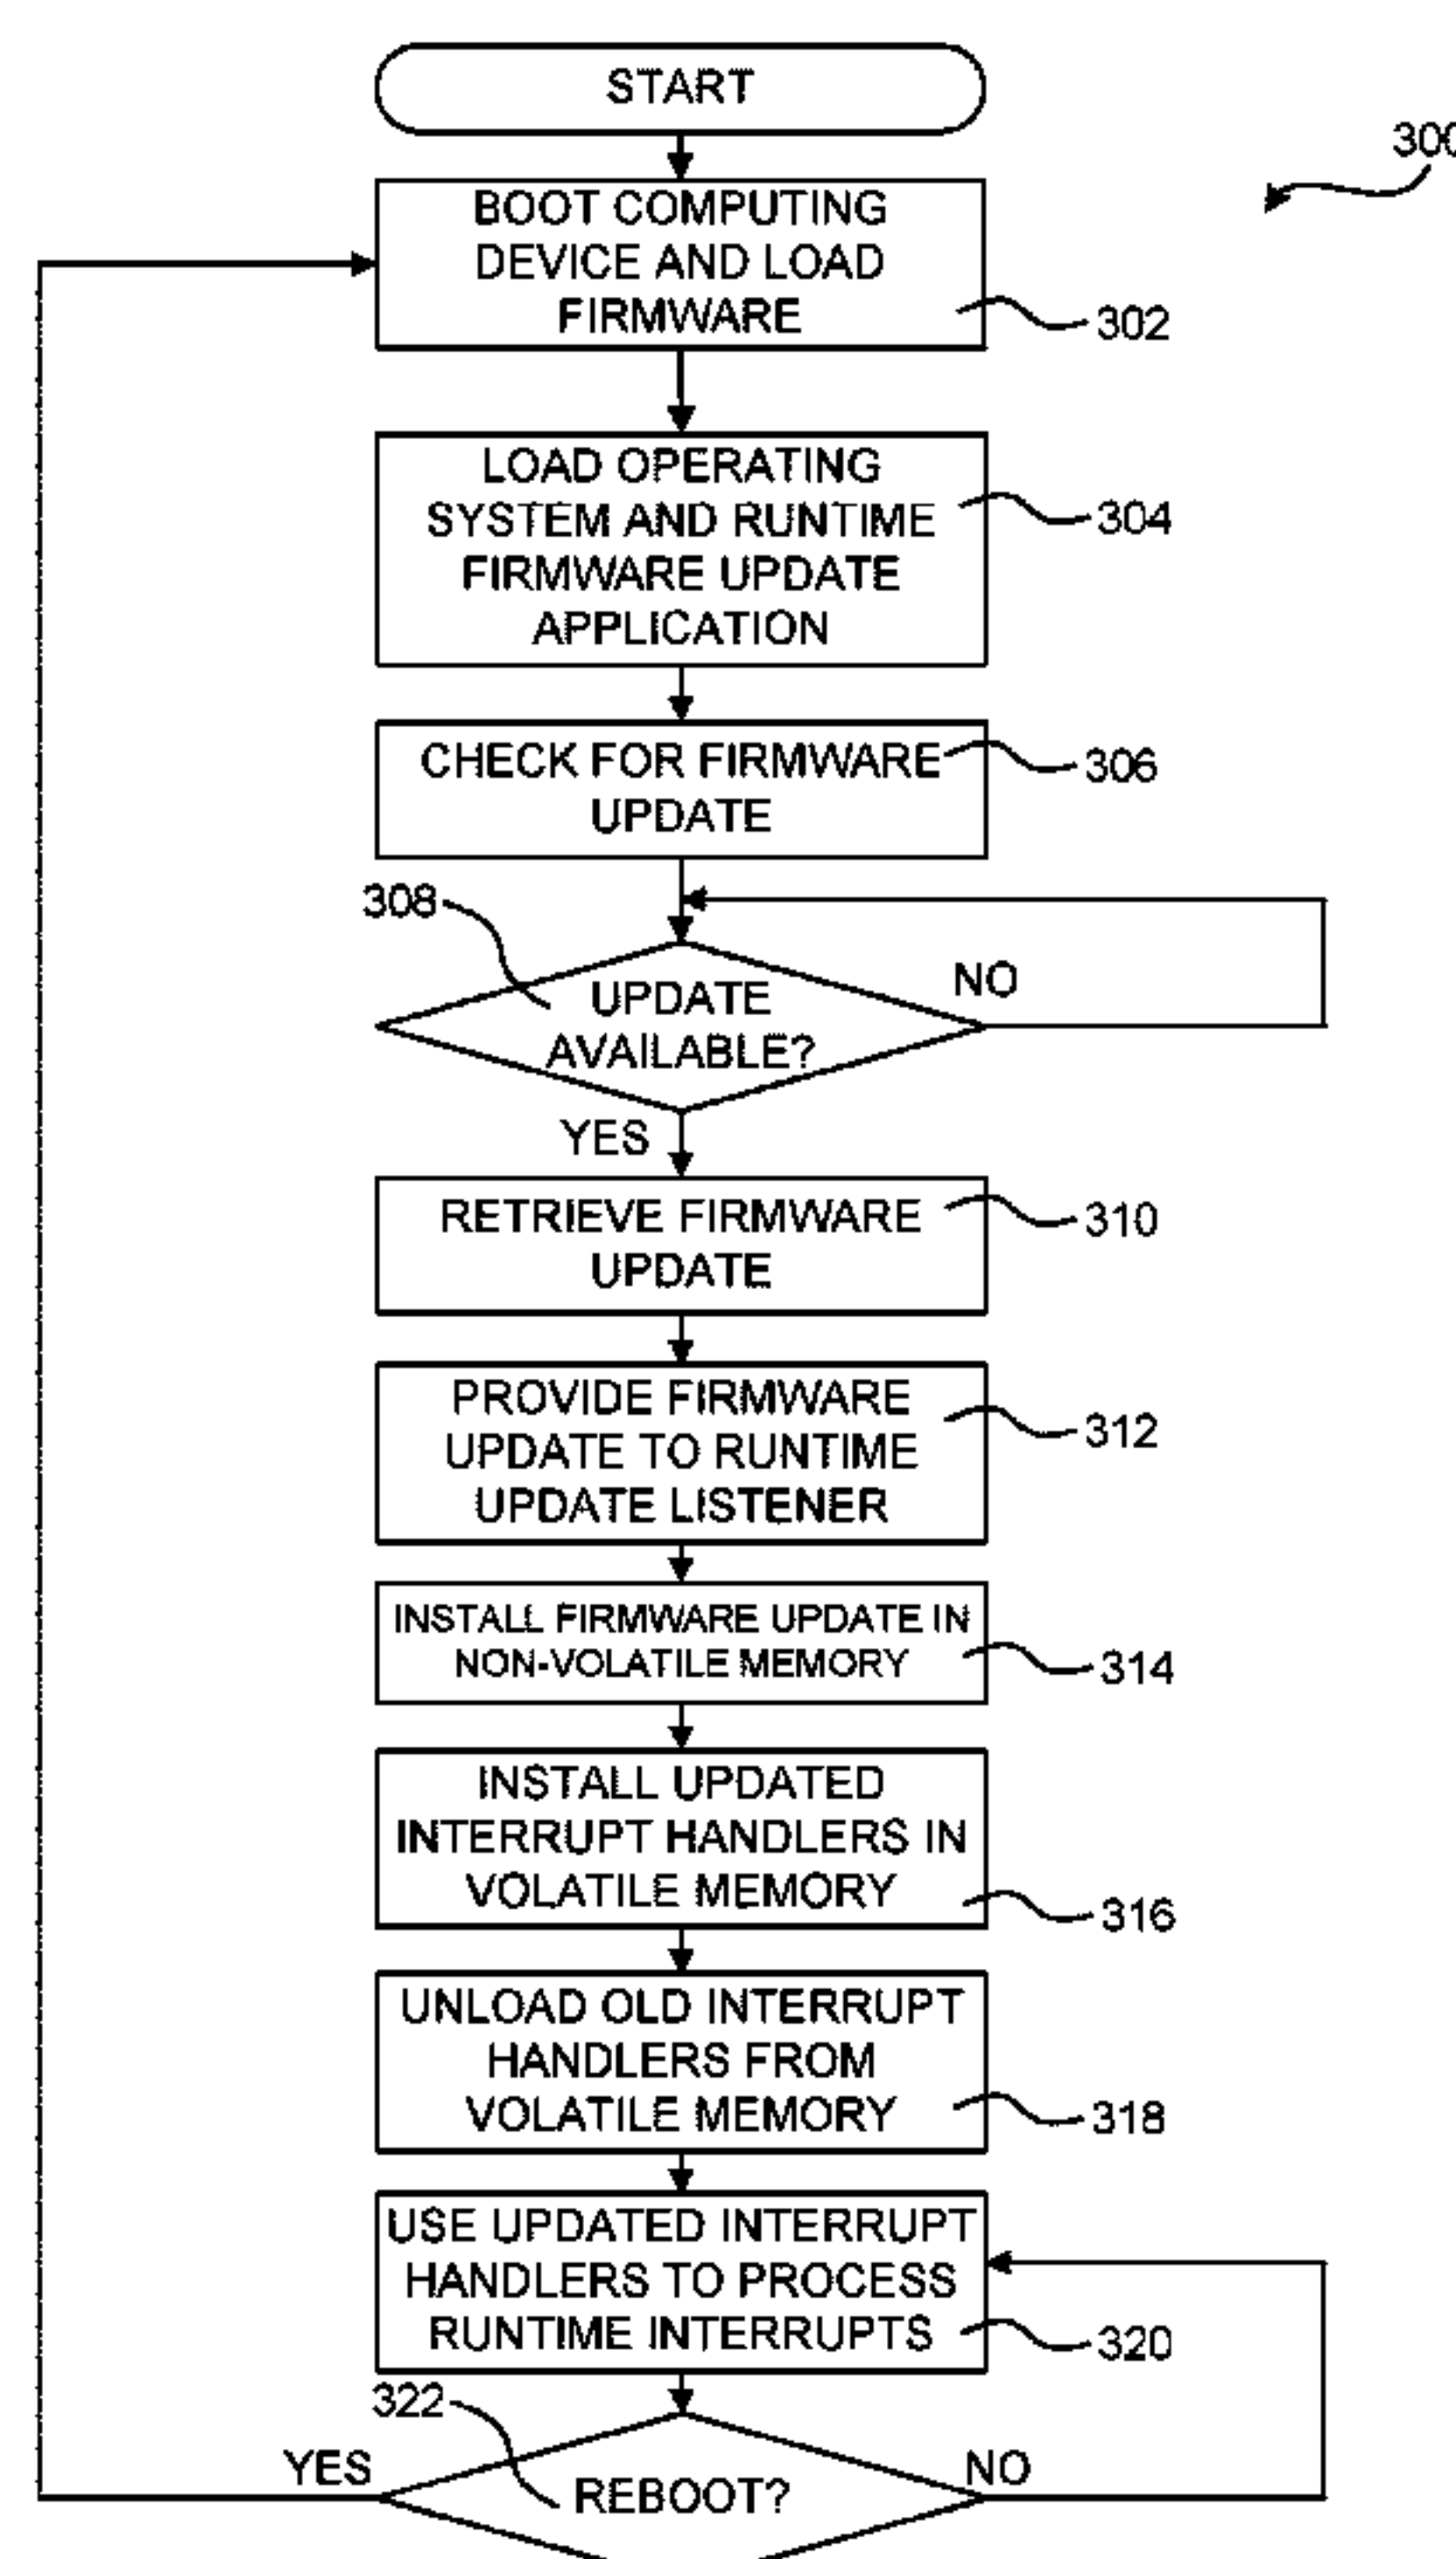 START
300
BOOT COMPUTING
DEVICE AND LOAD
FIRMWARE
302
LOAD OPERATING
SYSTEM AND RUNTIME
FIRMWARE UPDATE
APPLICATION
304
CHECK FOR FIRMWARE
UPDATE
306
308
UPDATE
AVAILABLE?
NO
YES
RETRIEVE FIRMWARE
UPDATE
310
PROVIDE FIRMWARE
UPDATE TO RUNTIME
UPDATE LISTENER
312
INSTALL FIRMWARE UPDATE IN
NON-VOLATILE MEMORY
314
INSTALL UPDATED
INTERRUPT HANDLERS IN
VOLATILE MEMORY
316
UNLOAD OLD INTERRUPT
HANDLERS FROM
VOLATILE MEMORY
318
USE UPDATED INTERRUPT
HANDLERS TO PROCESS
RUNTIME INTERRUPTS
320
322
YES
REBOOT?
NO